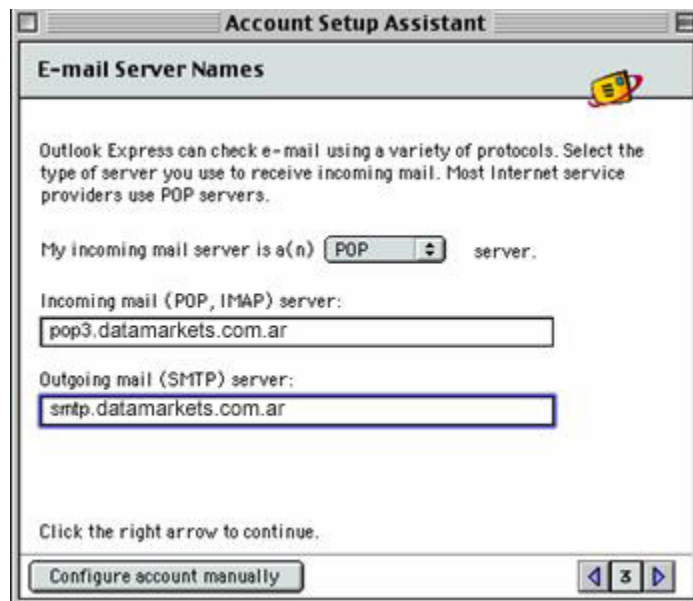 Account Setup Assistant
E-mail Server Names
Outlook Express can check e-mail using a variety of protocols. Select the
type of server you use to receive incoming mail. Most Internet service
providers use POP servers.
My incoming mail server is a(n) POP server.
Incoming mail (POP, IMAP) server:
pop3.datamarkets.com.ar
Outgoing mail (SMTP) server:
smtp.datamarkets.com.ar
Click the right arrow to continue.
Configure account manually 3